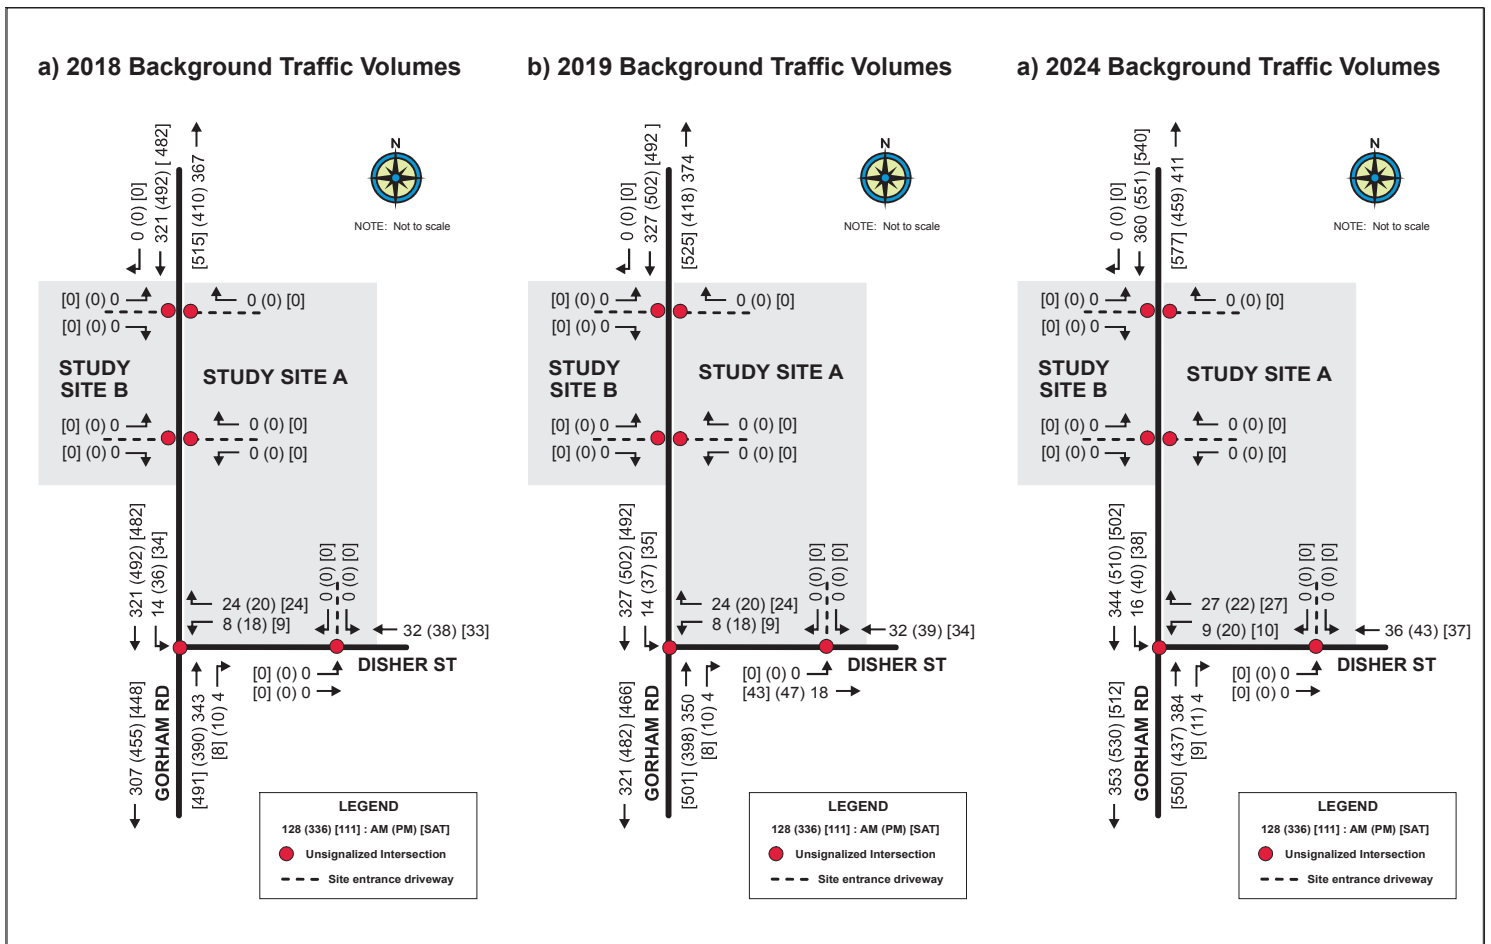 a) 2018 Background Traffic Volumes
0 (0) [0]
321 (492) [ 482]
[515] (410) 367
N
NOTE: Not to scale
[0] (0) 0
0 (0) [0]
[0] (0) 0
STUDY
SITE B
STUDY SITE A
[0] (0) 0
0 (0) [0]
[0] (0) 0
0 (0) [0]
321 (492) [482]
14 (36) [34]
0 (0) [0]
0 (0) [0]
24 (20) [24]
8 (18) [9]
32 (38) [33]
DISHER ST
[0] (0) 0
[0] (0) 0
307 (455) [448]
GORHAM RD
[491] (390) 343
[8] (10) 4
LEGEND
128 (336) [111] : AM (PM) [SAT]
Unsignalized Intersection
Site entrance driveway
b) 2019 Background Traffic Volumes
0 (0) [0]
327 (502) [492 ]
[525] (418) 374
N
NOTE: Not to scale
[0] (0) 0
0 (0) [0]
[0] (0) 0
STUDY
SITE B
STUDY SITE A
[0] (0) 0
0 (0) [0]
[0] (0) 0
0 (0) [0]
327 (502) [492]
14 (37) [35]
0 (0) [0]
0 (0) [0]
24 (20) [24]
8 (18) [9]
32 (39) [34]
DISHER ST
[0] (0) 0
[43] (47) 18
321 (482) [466]
GORHAM RD
[501] (398) 350
[8] (10) 4
LEGEND
128 (336) [111] : AM (PM) [SAT]
Unsignalized Intersection
Site entrance driveway
a) 2024 Background Traffic Volumes
0 (0) [0]
360 (551) [540]
[577] (459) 411
N
NOTE: Not to scale
[0] (0) 0
0 (0) [0]
[0] (0) 0
STUDY
SITE B
STUDY SITE A
[0] (0) 0
0 (0) [0]
[0] (0) 0
0 (0) [0]
344 (510) [502]
16 (40) [38]
0 (0) [0]
0 (0) [0]
27 (22) [27]
9 (20) [10]
36 (43) [37]
DISHER ST
[0] (0) 0
[0] (0) 0
353 (530) [512]
GORHAM RD
[550] (437) 384
[9] (11) 4
LEGEND
128 (336) [111] : AM (PM) [SAT]
Unsignalized Intersection
Site entrance driveway